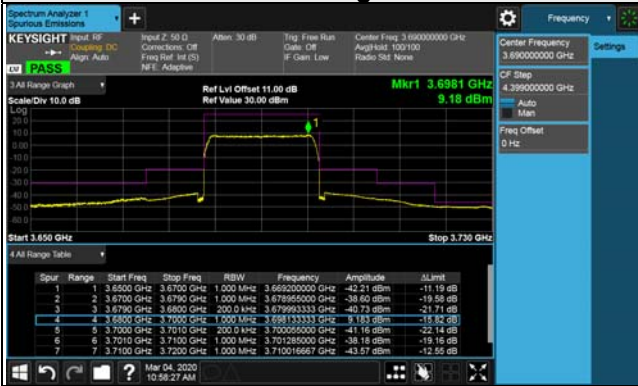 Spectrum Analyzer 1
Spurious Emissions
Frequency
KEYSIGHT Input: RF Input Z: 50 Ω Atten: 30 dB Trig: Free Run Center Freq: 3.690000000 GHz
Coupling: DC Corrections: Off Gate: Off Avg|Hold: 100/100
Align: Auto Freq Ref: Int (S) IF Gain: Low Radio Std: None
NFE: Adaptive
LXI PASS
Center Frequency
3.690000000 GHz
Settings
CF Step
4.399000000 GHz
Auto
Man
Freq Offset
0 Hz
3 All Range Graph Ref Lvl Offset 11.00 dB Mkr1 3.6981 GHz
Scale/Div 10.0 dB Ref Value 30.00 dBm 9.18 dBm
Log
20.0
10.0
0.00
-10.0
-20.0
-30.0
-40.0
-50.0
-60.0
1
Start 3.650 GHz Stop 3.730 GHz
4 All Range Table
Spur Range Start Freq Stop Freq RBW Frequency Amplitude ΔLimit
1 1 3.6500 GHz 3.6700 GHz 1.000 MHz 3.669200000 GHz -42.21 dBm -11.19 dB
2 2 3.6700 GHz 3.6790 GHz 1.000 MHz 3.678955000 GHz -38.60 dBm -19.58 dB
3 3 3.6790 GHz 3.6800 GHz 200.0 kHz 3.679993333 GHz -40.73 dBm -21.71 dB
4 4 3.6800 GHz 3.7000 GHz 1.000 MHz 3.698133333 GHz 9.183 dBm -15.82 dB
5 5 3.7000 GHz 3.7010 GHz 200.0 kHz 3.700055000 GHz -41.16 dBm -22.14 dB
6 6 3.7010 GHz 3.7100 GHz 1.000 MHz 3.701285000 GHz -38.18 dBm -19.16 dB
7 7 3.7100 GHz 3.7200 GHz 1.000 MHz 3.710016667 GHz -43.57 dBm -12.55 dB
? Mar 04, 2020
10:58:27 AM